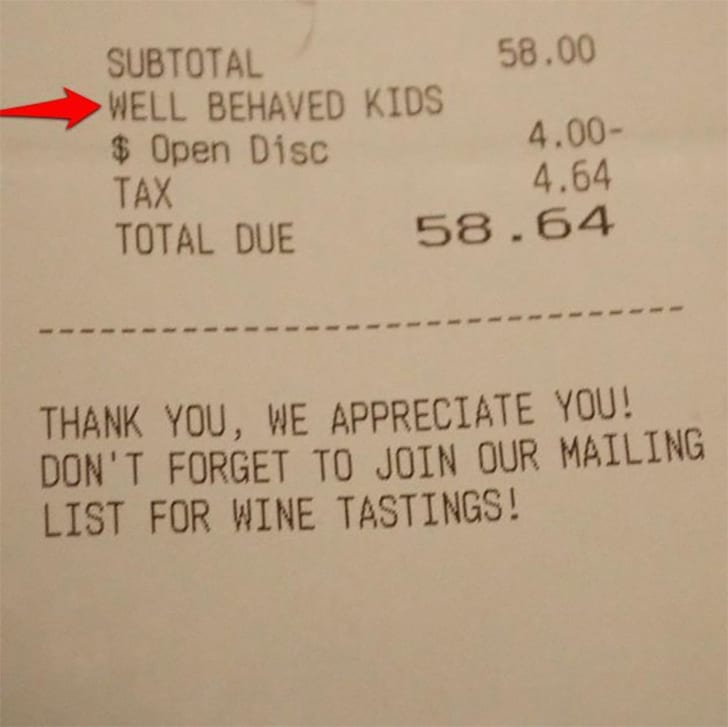 SUBTOTAL 58.00
WELL BEHAVED KIDS
$ Open Disc 4.00-
TAX 4.64
TOTAL DUE 58.64
--------------------------------
THANK YOU, WE APPRECIATE YOU!
DON'T FORGET TO JOIN OUR MAILING
LIST FOR WINE TASTINGS!